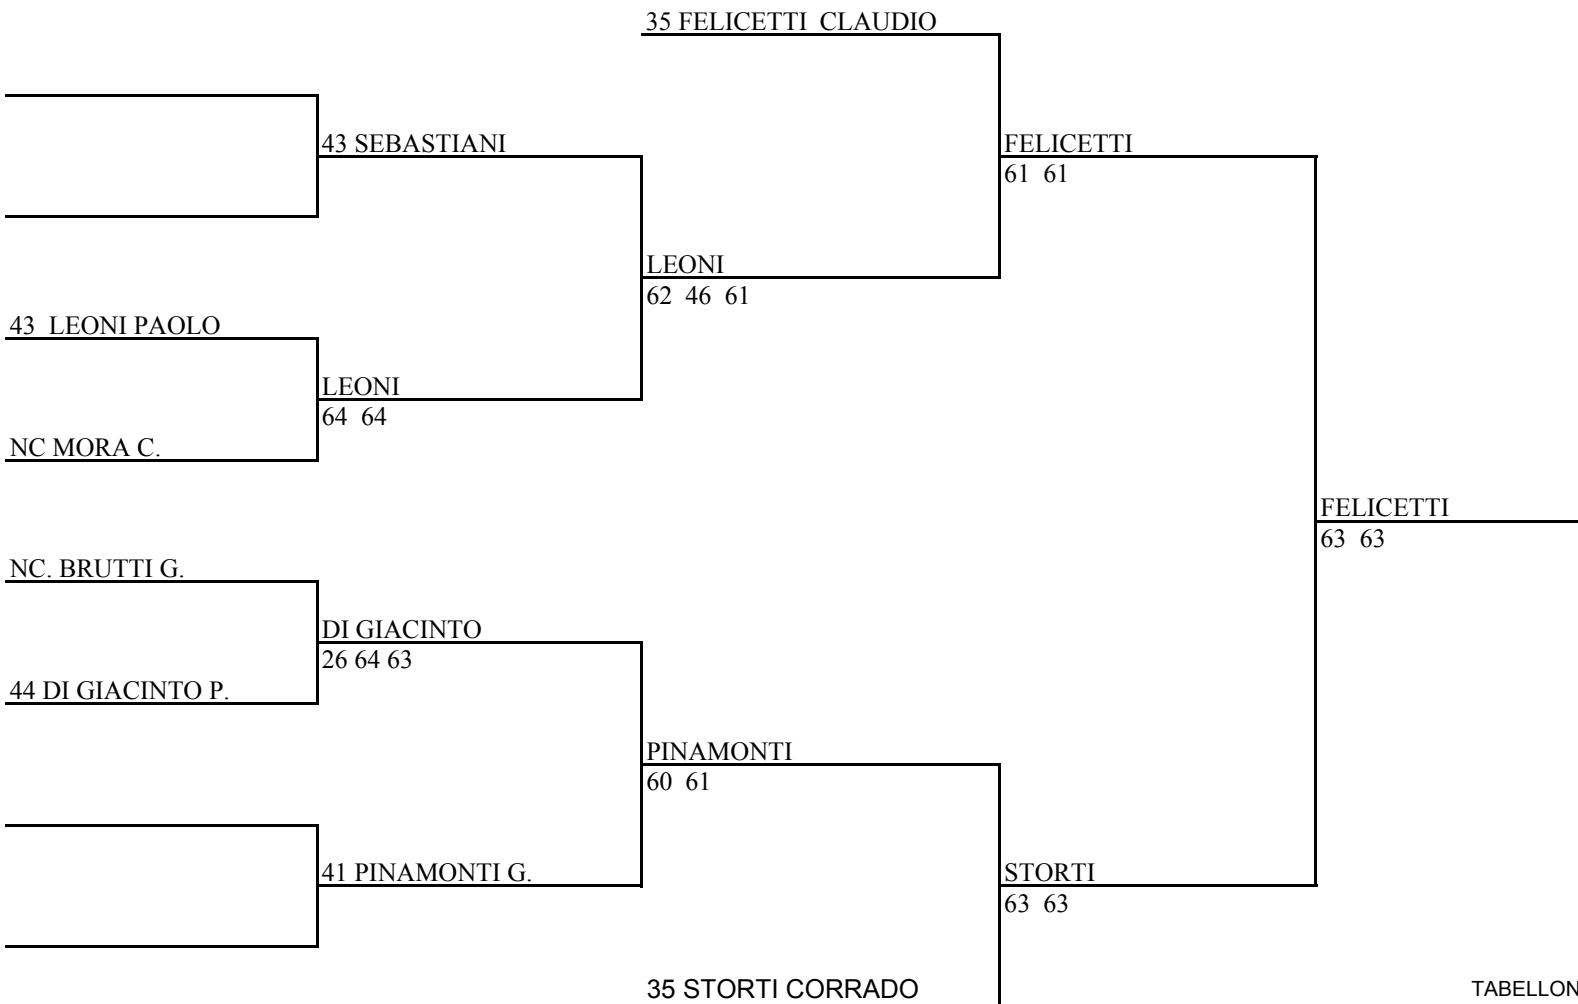 35 FELICETTI  CLAUDIO
43 SEBASTIANI
FELICETTI
61  61
LEONI
62  46  61
43  LEONI PAOLO
LEONI
64  64
NC MORA C.
FELICETTI
63  63
NC. BRUTTI G.
DI GIACINTO
26 64 63
44 DI GIACINTO P.
PINAMONTI
60  61
41 PINAMONTI G.
STORTI
63  63
35 STORTI CORRADO
TABELLON